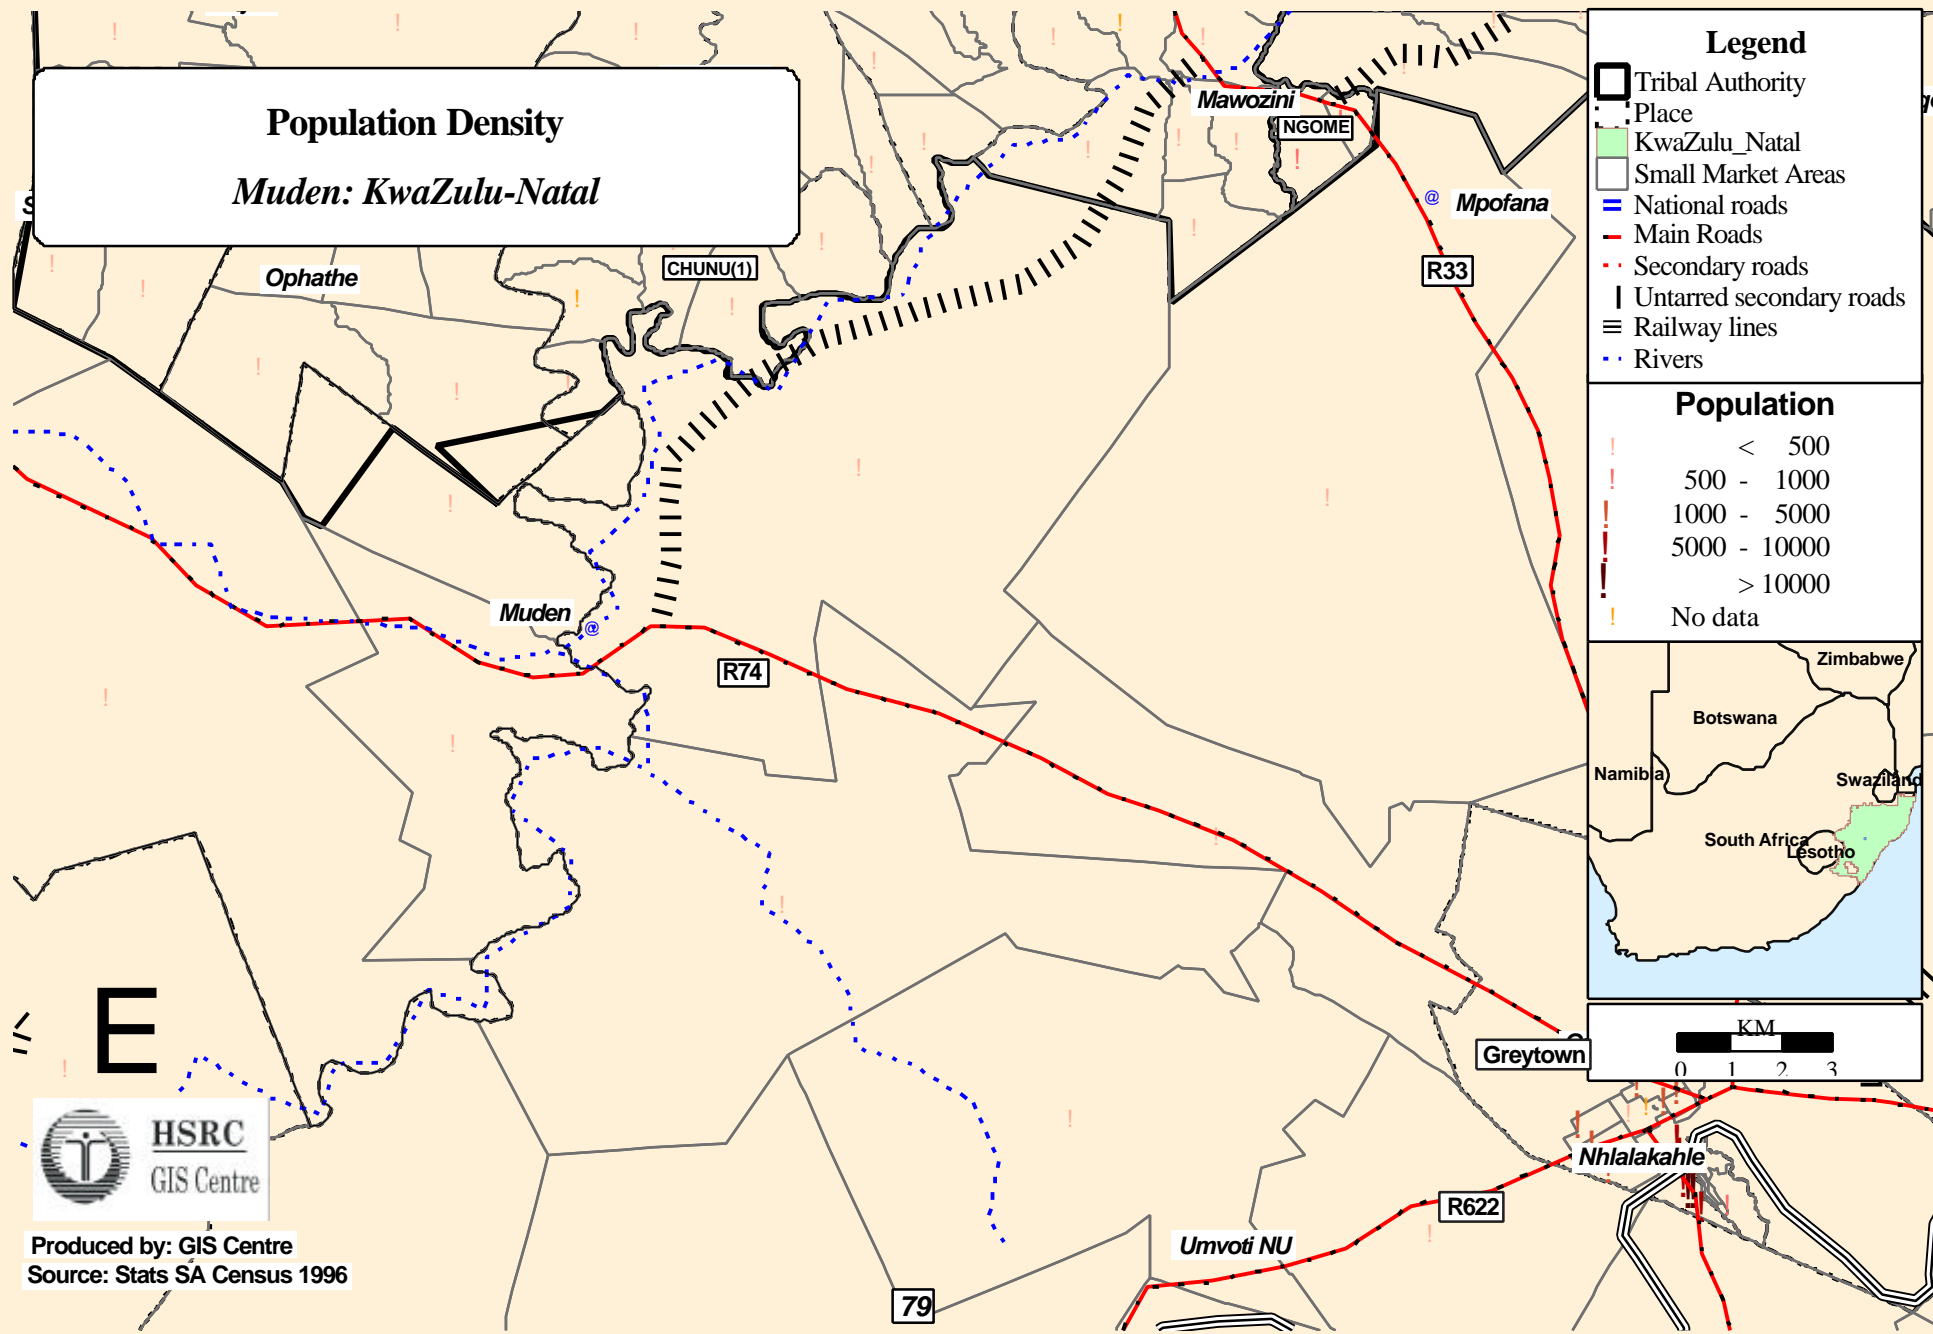 Population Density
Muden: KwaZulu-Natal
Mawozini
NGOME
Mpofana
CHUNU(1)
Ophathe
R33
Muden
@
@
R74
E
Greytown
Nhlalakahle
R622
Umvoti NU
79
HSRC
GIS Centre
Produced by: GIS Centre
Source: Stats SA Census 1996
Legend
Tribal Authority
Place
KwaZulu_Natal
Small Market Areas
National roads
Main Roads
Secondary roads
Untarred secondary roads
Railway lines
Rivers
Population
! < 500
! 500 - 1000
! 1000 - 5000
! 5000 - 10000
! > 10000
! No data
Zimbabwe
Botswana
Namibia
Swaziland
South Africa
Lesotho
KM
0 1 2 3